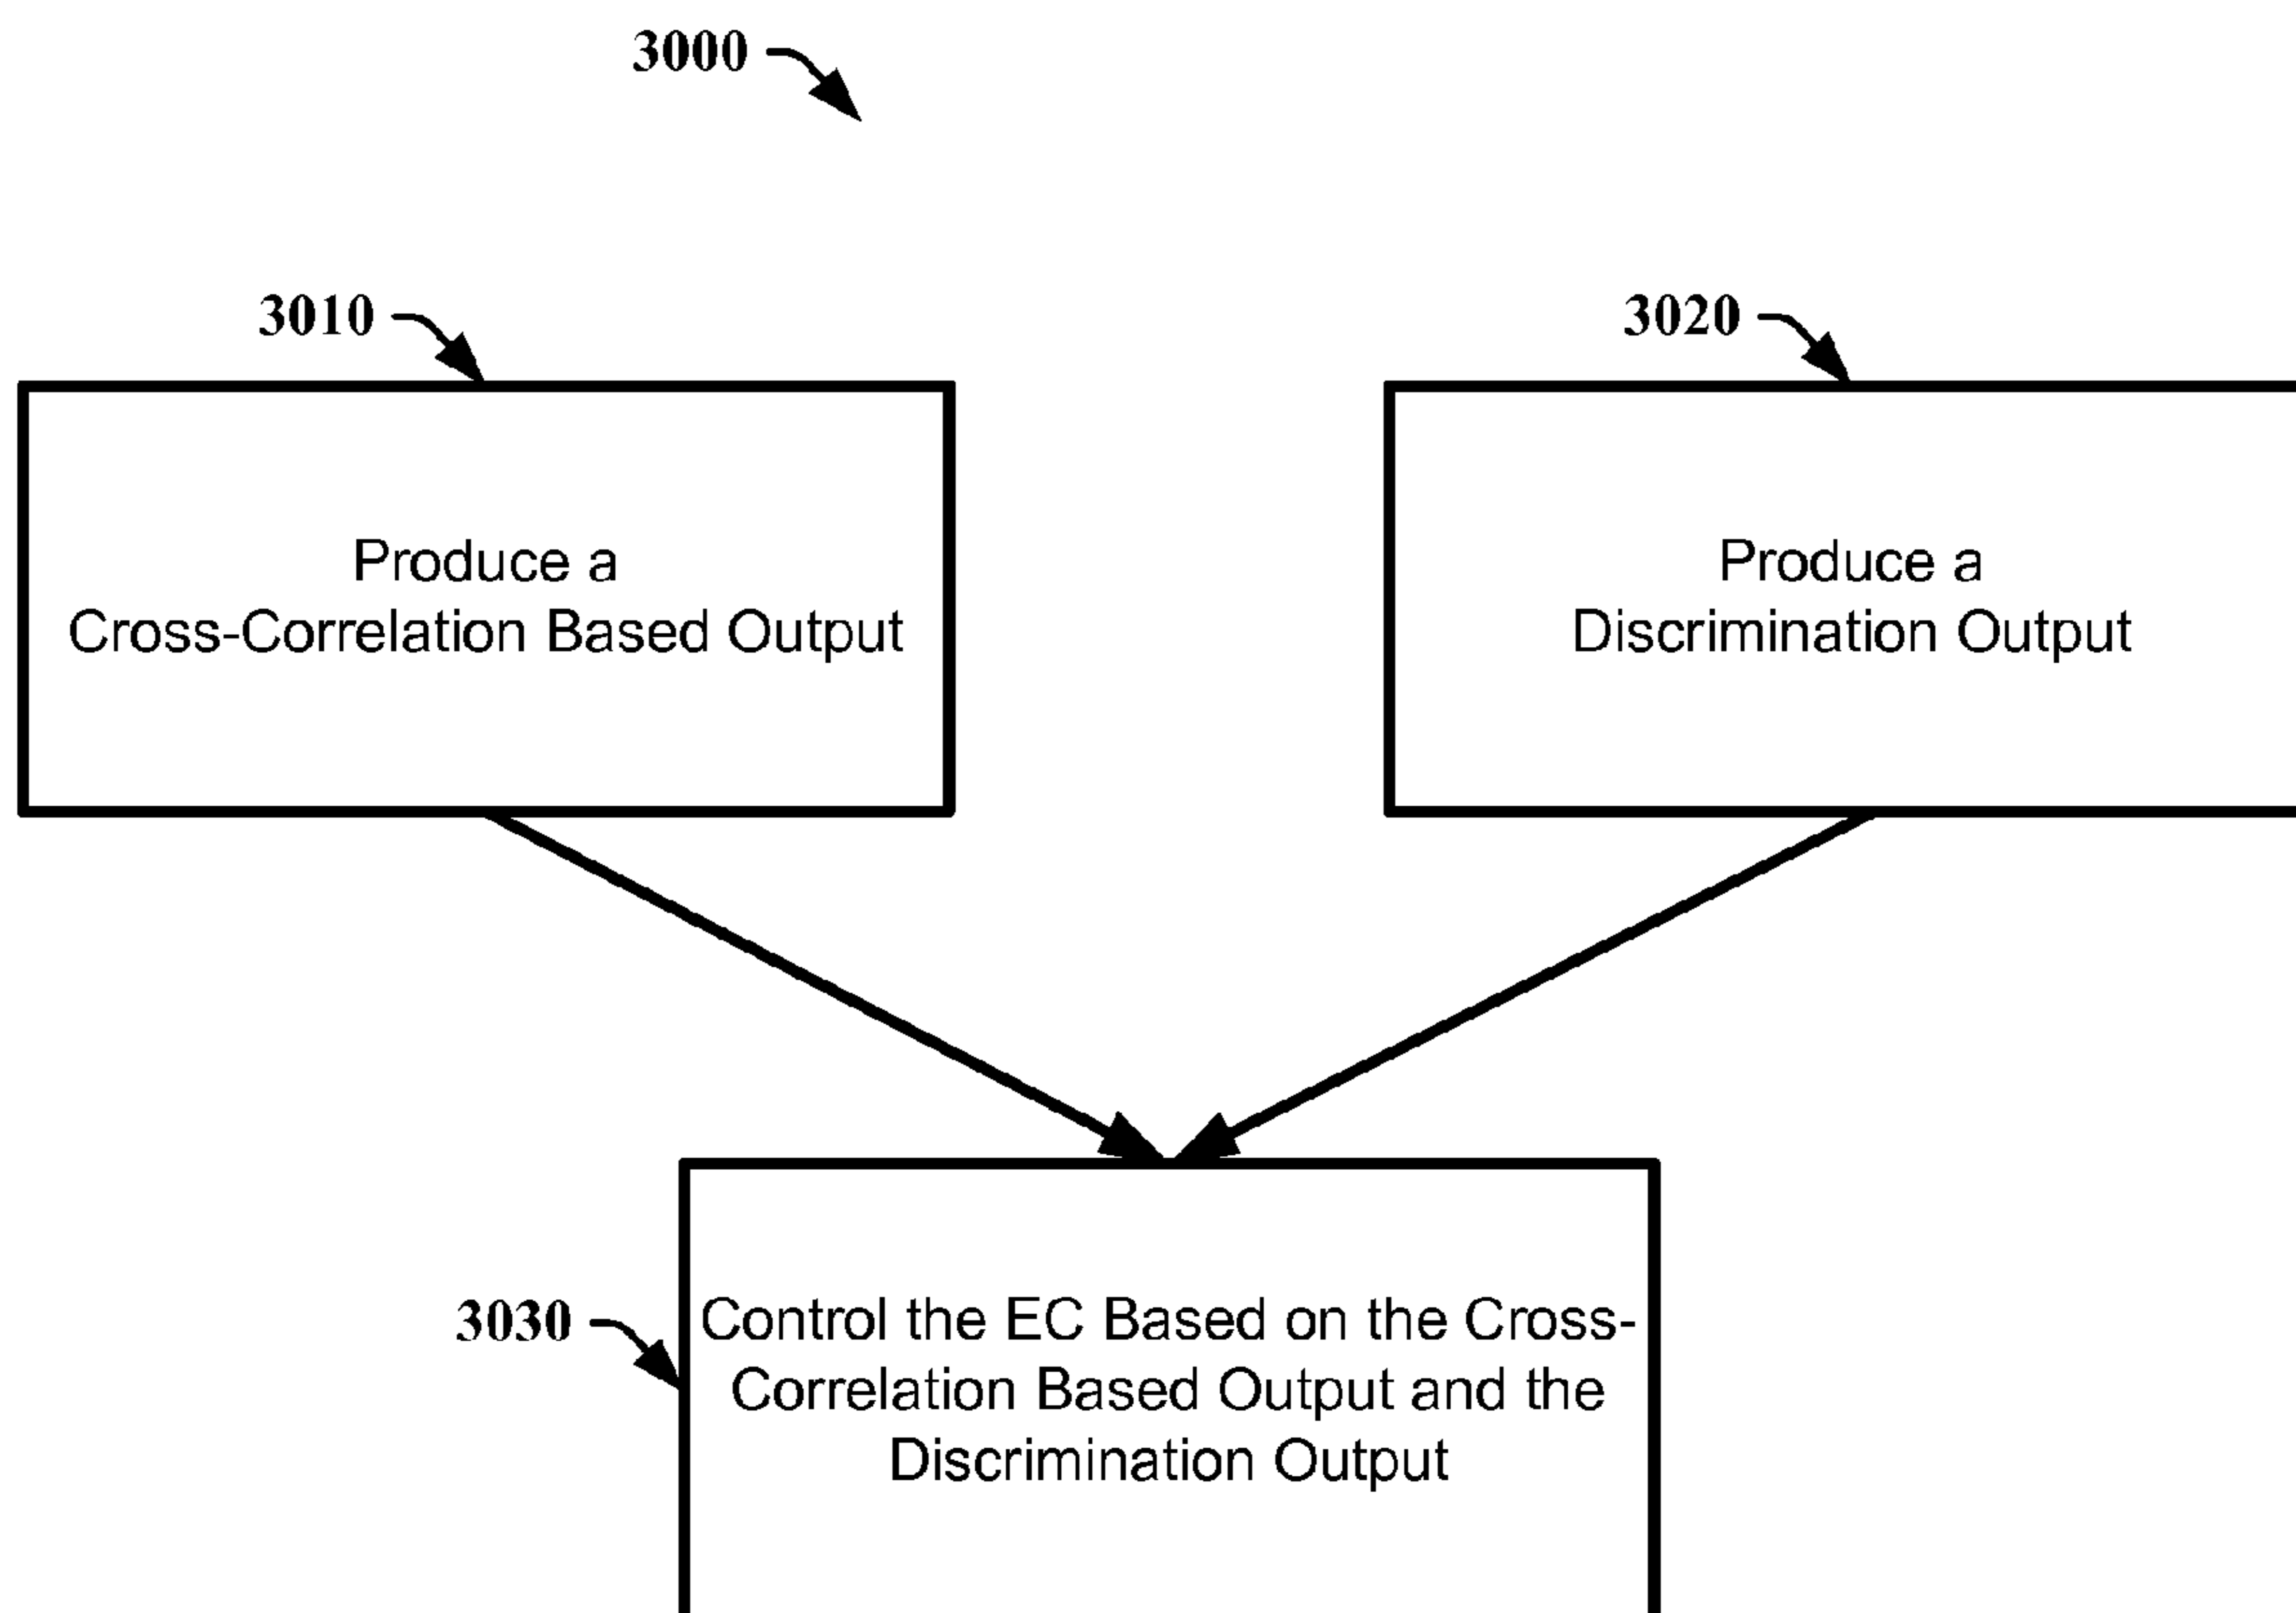 3000
3010
3020
Produce a
Cross-Correlation Based Output
Produce a
Discrimination Output
3030
Control the EC Based on the Cross-
Correlation Based Output and the
Discrimination Output